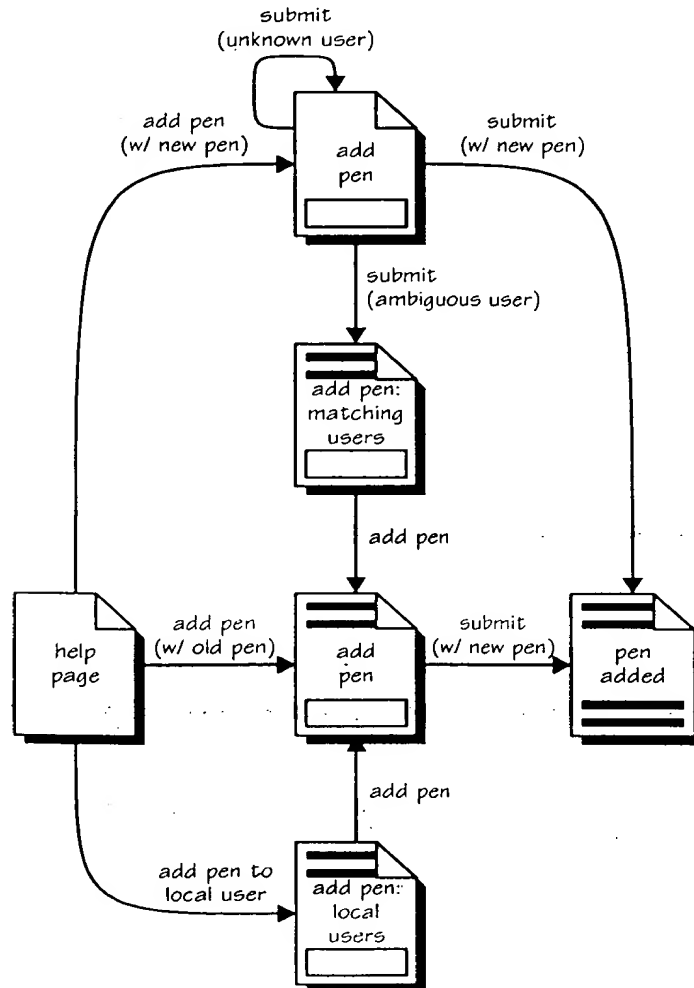 submit
(unknown user)
add pen
(w/ new pen)
add
pen
submit
(w/ new pen)
submit
(ambiguous user)
add pen:
matching
users
add pen
help
page
add pen
(w/ old pen)
add
pen
submit
(w/ new pen)
pen
added
add pen
add pen to
local user
add pen:
local
users